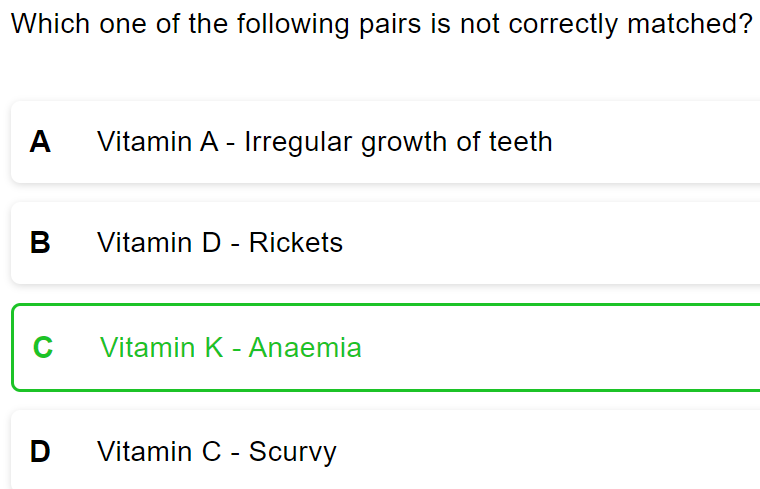 Which one of the following pairs is not correctly matched?
A Vitamin A - Irregular growth of teeth
B Vitamin D - Rickets
C Vitamin K - Anaemia
D Vitamin C - Scurvy